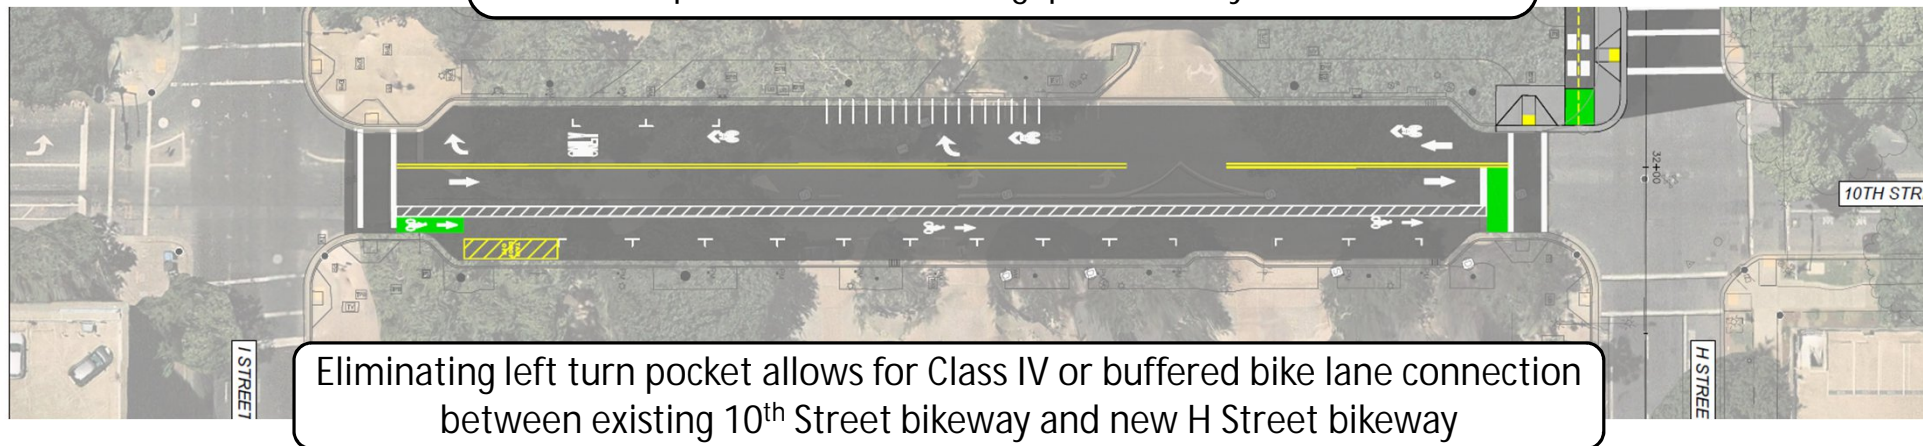 32+00
10TH STR
I STREET
H STREE
Eliminating left turn pocket allows for Class IV or buffered bike lane connection
between existing 10th Street bikeway and new H Street bikeway